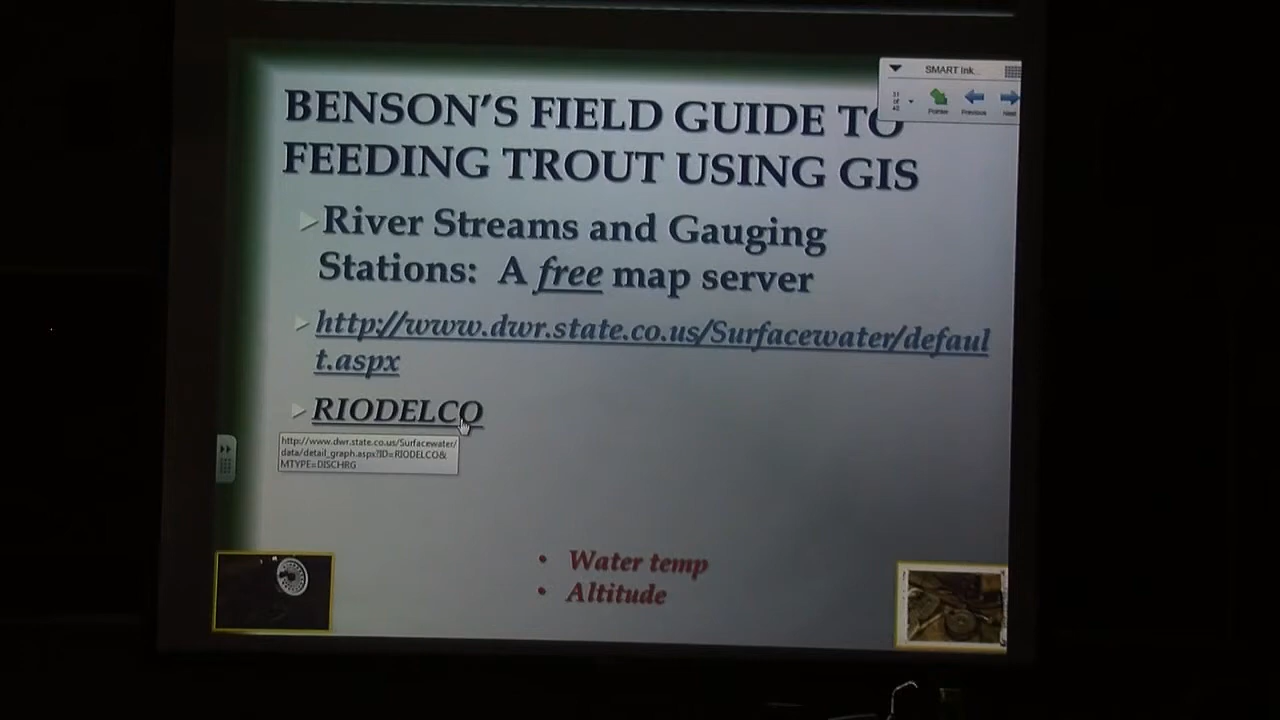 SMART Ink...
BENSON'S FIELD GUIDE TO
Pointer Previous Next
FEEDING TROUT USING GIS
River Streams and Gauging
Stations: A free map server
http://www.dwr.state.co.us/Surfacewater/defaul
t.aspx
RIODELCO
http://www.dwr.state.co.us/Surfacewater/
data/detail_graph.aspx?ID=RIODELCO&
MTYPE=DISCHRG
• Water temp
• Altitude